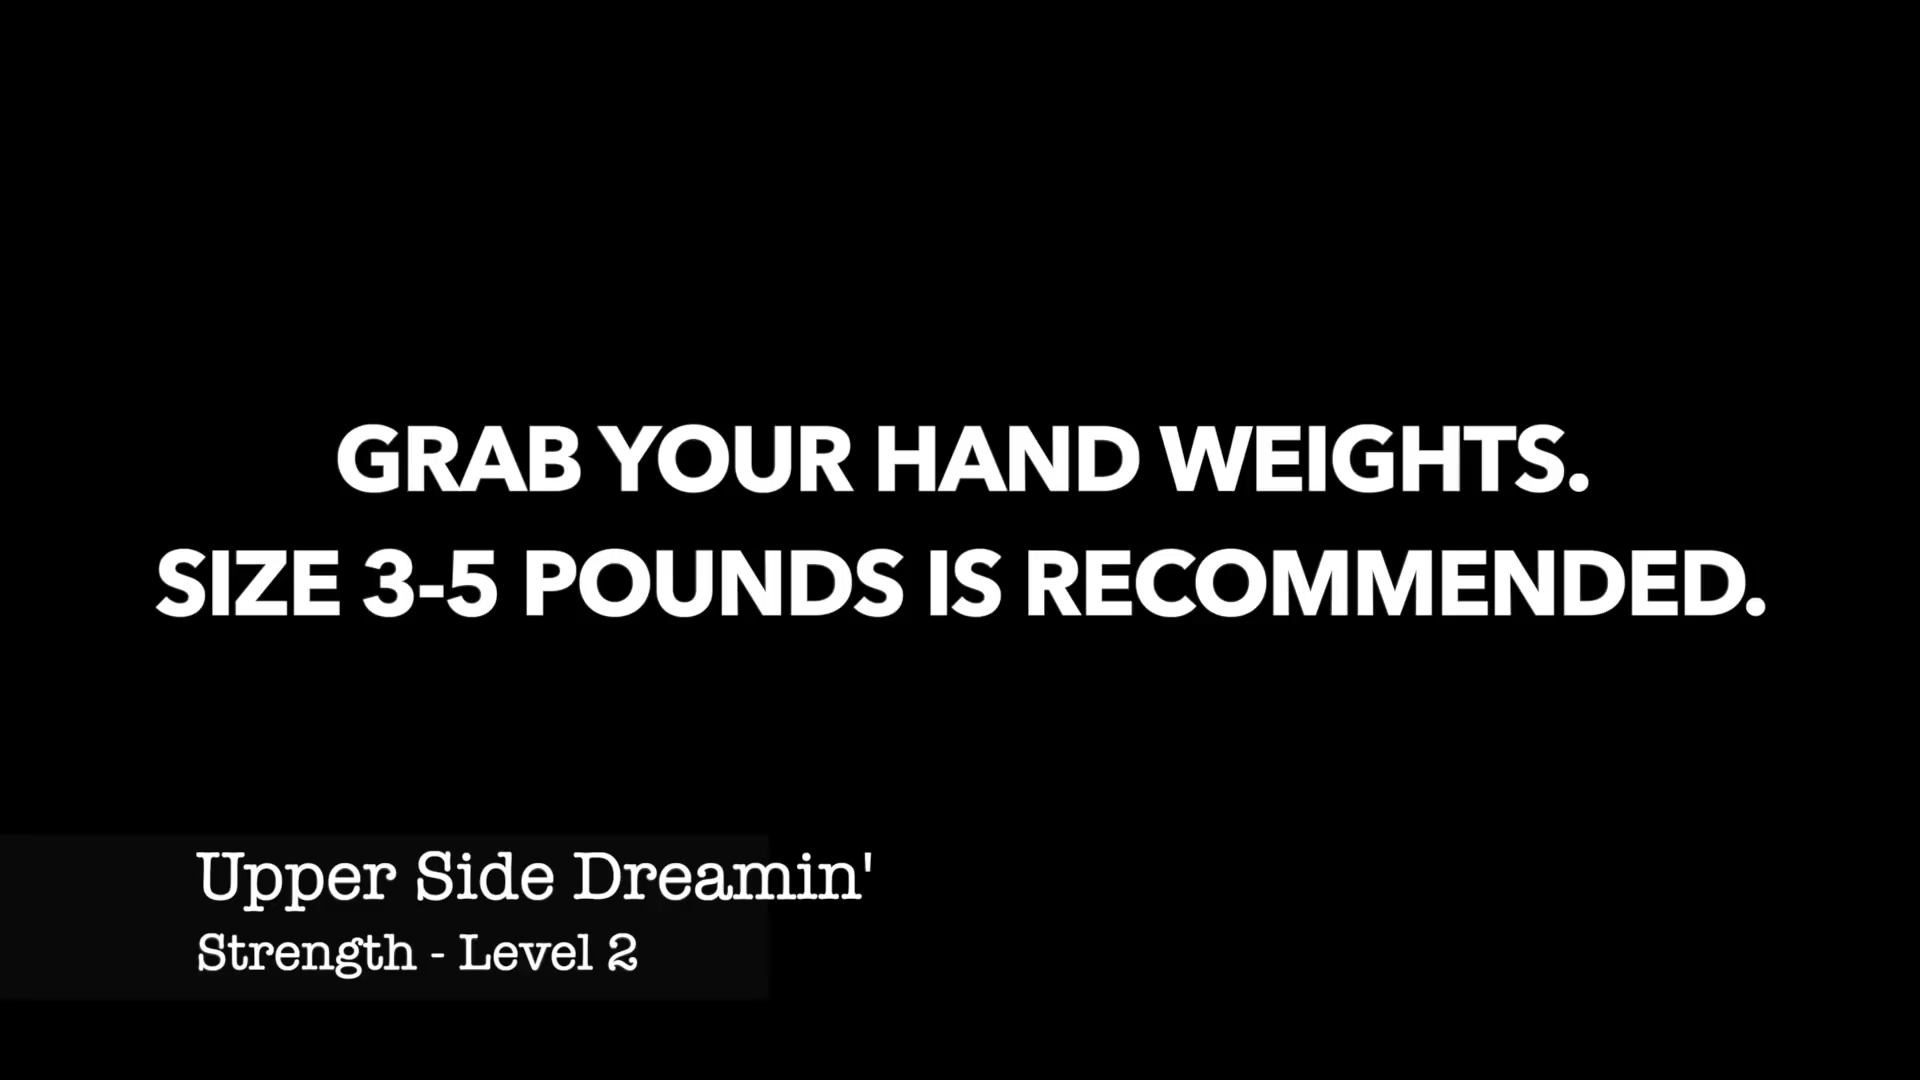 GRAB YOUR HAND WEIGHTS.
SIZE 3-5 POUNDS IS RECOMMENDED.
Upper Side Dreamin'
Strength - Level 2